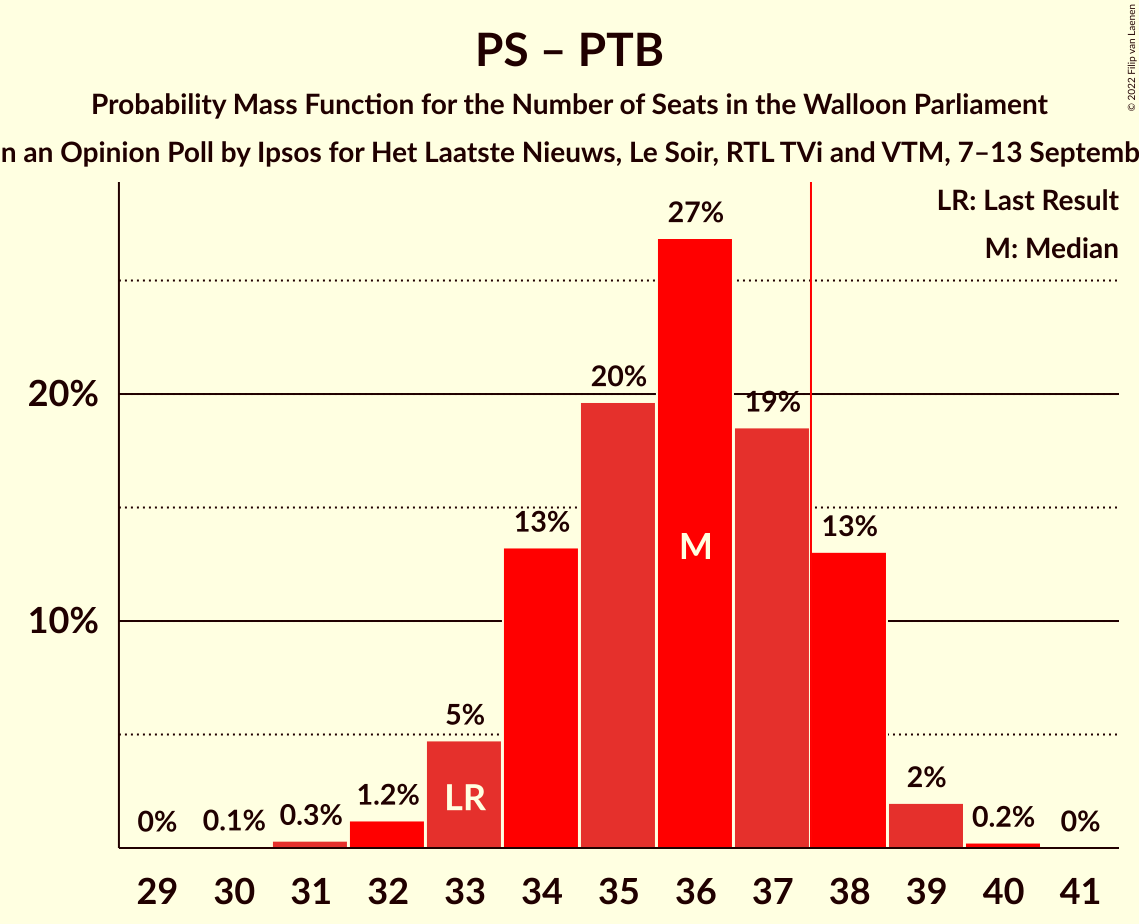 PS – PTB
Probability Mass Function for the Number of Seats in the Walloon Parliament
n an Opinion Poll by Ipsos for Het Laatste Nieuws, Le Soir, RTL TVi and VTM, 7–13 Septemb
© 2022 Filip van Laenen
LR: Last Result
M: Median
27%
20%
20%
19%
13%
13%
M
10%
5%
LR
2%
1.2%
0.3%
0.1%
0%
0.2%
0%
29 30 31 32 33 34 35 36 37 38 39 40 41